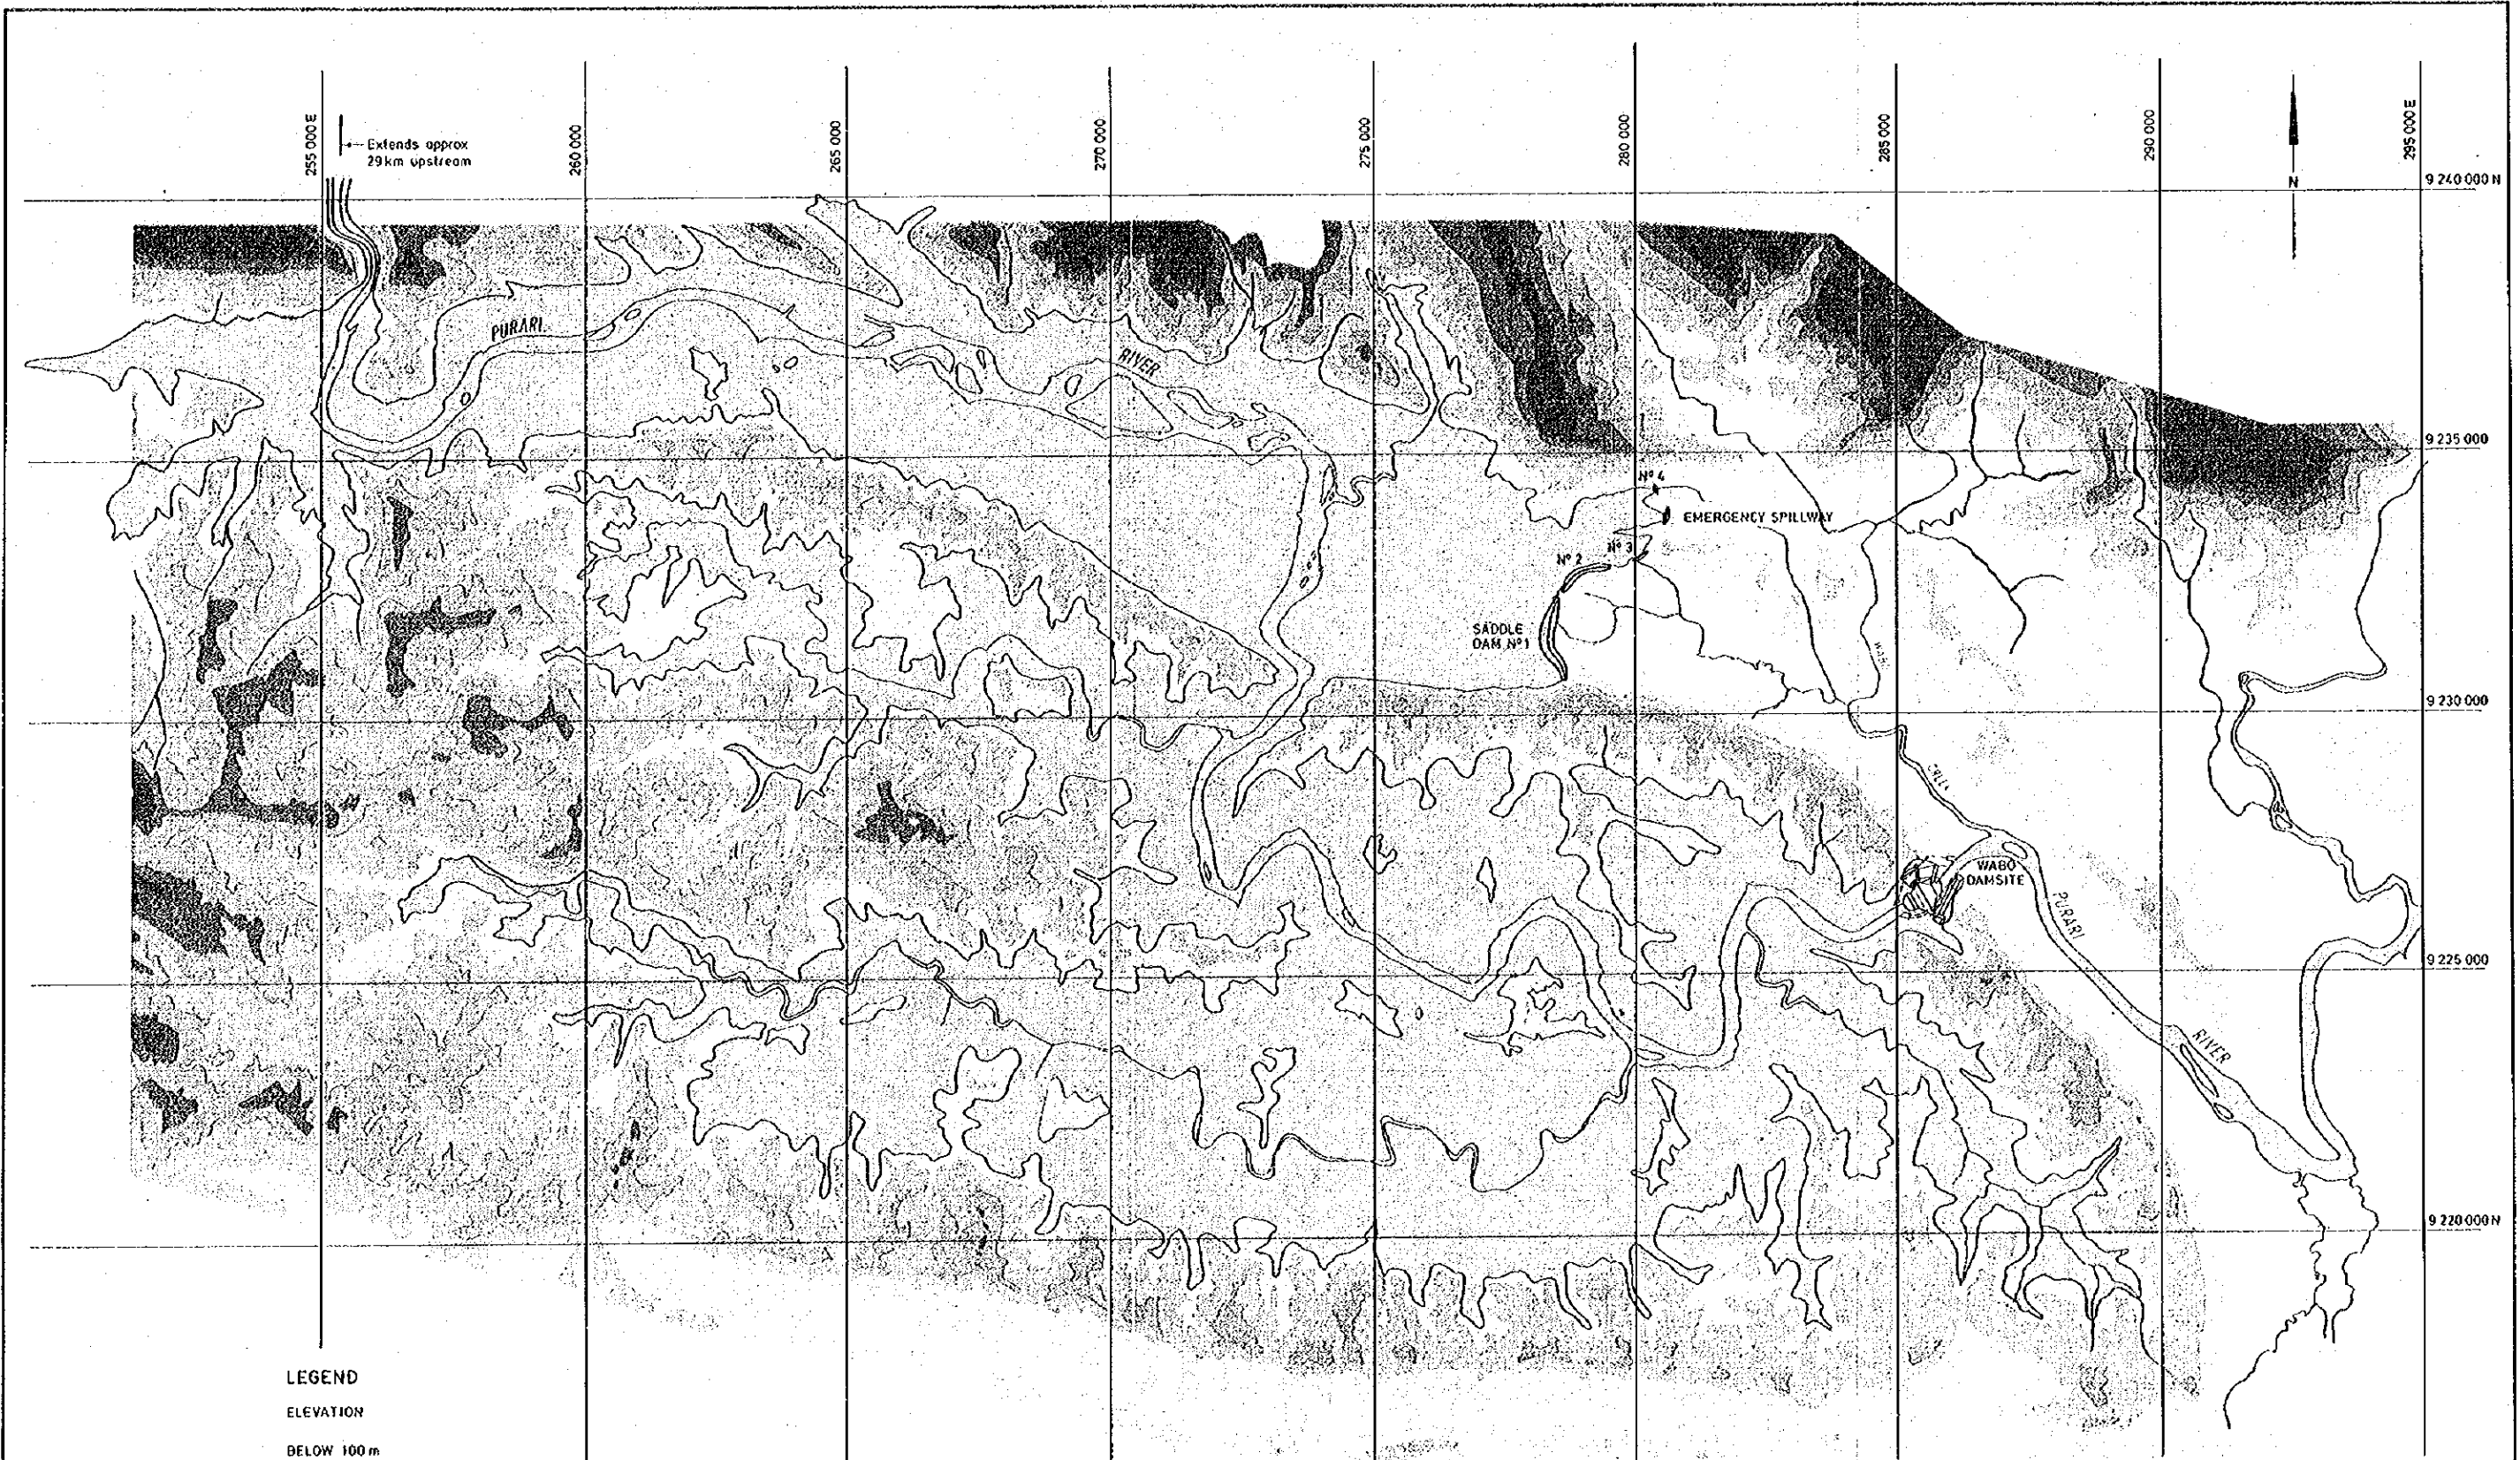 255 000 E
Extends approx
29 km upstream
260 000
265 000
270 000
275 000
280 000
285 000
290 000
295 000 E
N
9 240 000 N
PURARI
RIVER
9 235 000
Nº 4
EMERGENCY SPILLWAY
Nº 3
Nº 2
SADDLE
DAM Nº 1
WABO
9 230 000
WABO
DAMSITE
PURARI
9 225 000
RIVER
9 220 000 N
LEGEND
ELEVATION
BELOW 100 m